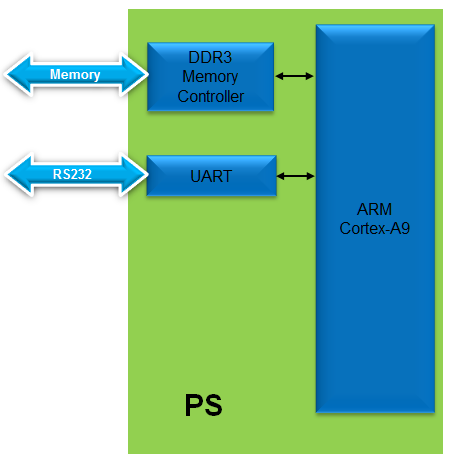 Memory
DDR3
Memory
Controller
RS232
UART
ARM
Cortex-A9
PS